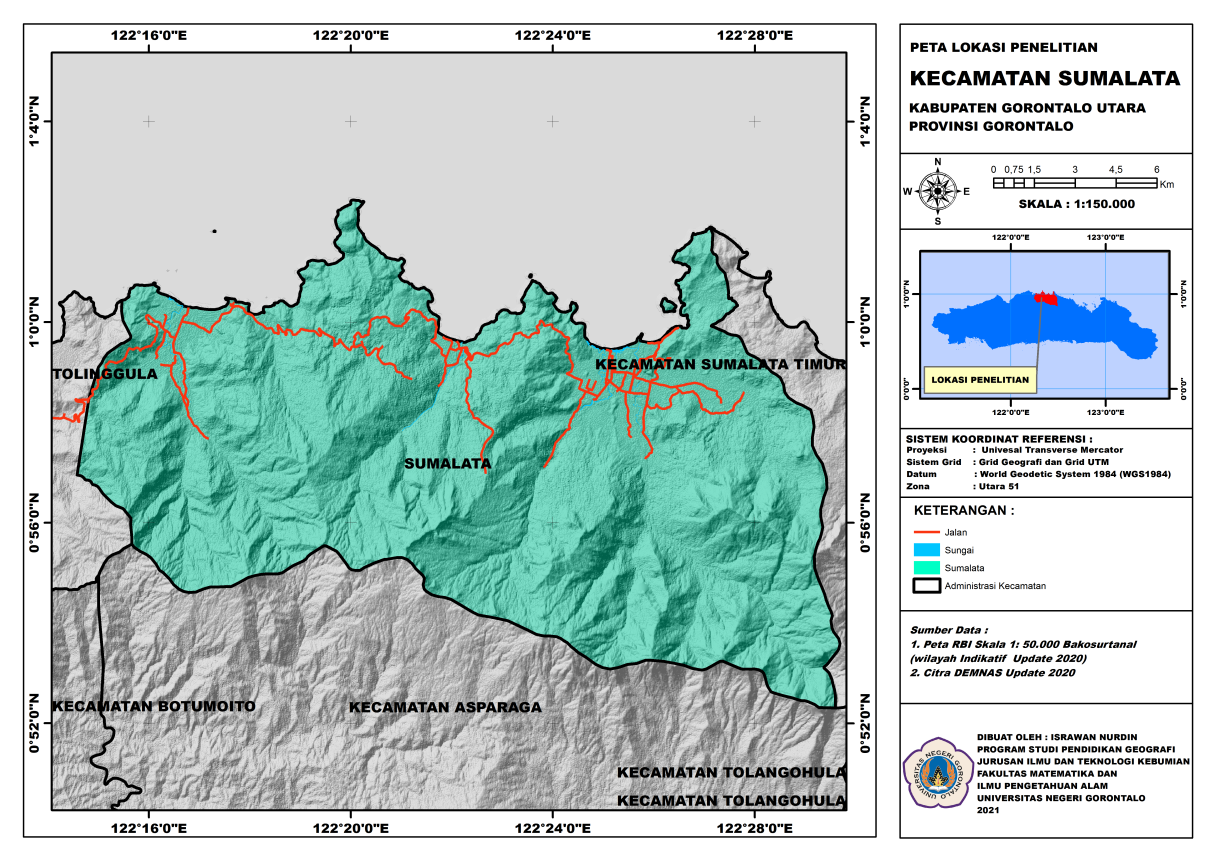 122°16'0"E 122°20'0"E 122°24'0"E 122°28'0"E
1°4'0"N 1°4'0"N
1°0'0"N 1°0'0"N
TOLINGGULA
KECAMATAN SUMALATA TIMUR
SUMALATA
0°56'0"N 0°56'0"N
KECAMATAN BOTUMOITO
KECAMATAN ASPARAGA
0°52'0"N 0°52'0"N
KECAMATAN TOLANGOHULA
KECAMATAN TOLANGOHULA
122°16'0"E 122°20'0"E 122°24'0"E 122°28'0"E
PETA LOKASI PENELITIAN
KECAMATAN SUMALATA
KABUPATEN GORONTALO UTARA
PROVINSI GORONTALO
N
W E
S
0 0,75 1,5 3 4,5 6
Km
SKALA : 1:150.000
122°0'0"E 123°0'0"E
1°0'0"N 1°0'0"N
LOKASI PENELITIAN
0°0'0" 0°0'0"
122°0'0"E 123°0'0"E
SISTEM KOORDINAT REFERENSI :
Proyeksi : Univesal Transverse Mercator
Sistem Grid : Grid Geografi dan Grid UTM
Datum : World Geodetic System 1984 (WGS1984)
Zona : Utara 51
KETERANGAN :
Jalan
Sungai
Sumalata
Administrasi Kecamatan
Sumber Data :
1. Peta RBI Skala 1: 50.000 Bakosurtanal
(wilayah Indikatif Update 2020)
2. Citra DEMNAS Update 2020
UNIVERSITAS NEGERI GORONTALO
DIBUAT OLEH : ISRAWAN NURDIN
PROGRAM STUDI PENDIDIKAN GEOGRAFI
JURUSAN ILMU DAN TEKNOLOGI KEBUMIAN
FAKULTAS MATEMATIKA DAN
ILMU PENGETAHUAN ALAM
UNIVERSITAS NEGERI GORONTALO
2021